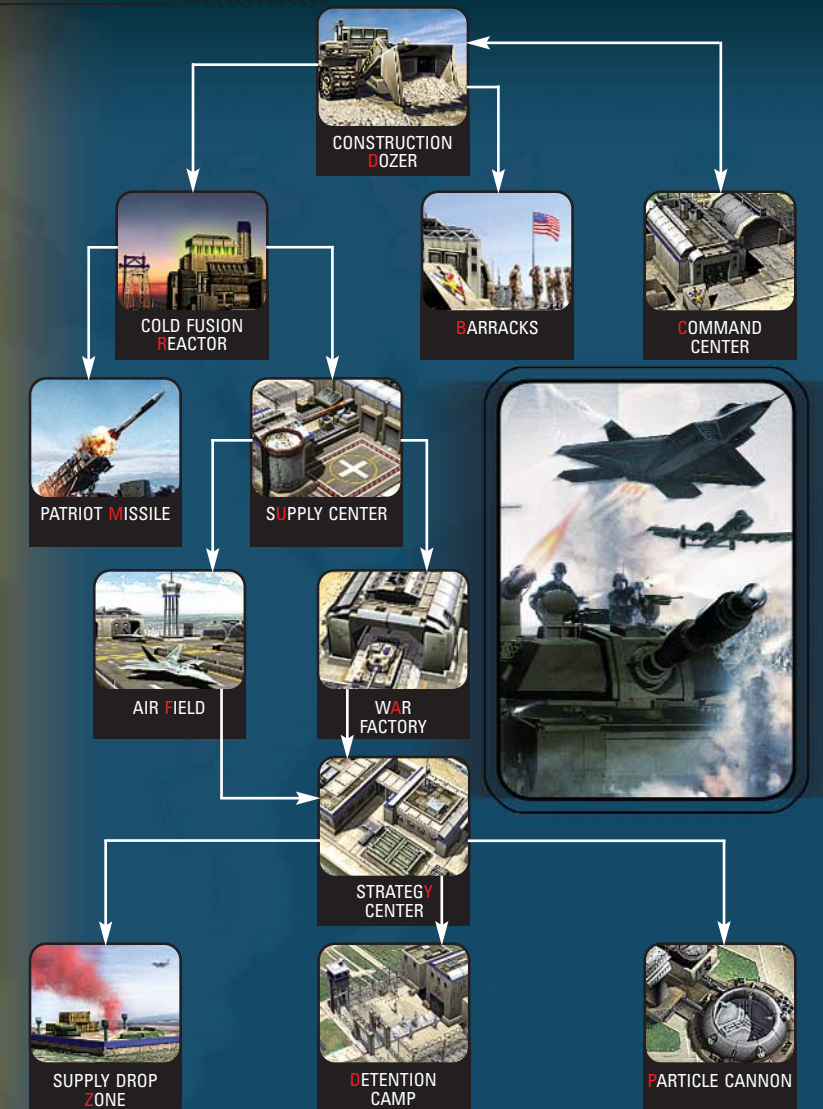 CONSTRUCTION
DOZER
COLD FUSION
REACTOR
BARRACKS
COMMAND
CENTER
PATRIOT MISSILE
SUPPLY CENTER
AIR FIELD
WAR
FACTORY
STRATEGY
CENTER
SUPPLY DROP
ZONE
DETENTION
CAMP
PARTICLE CANNON